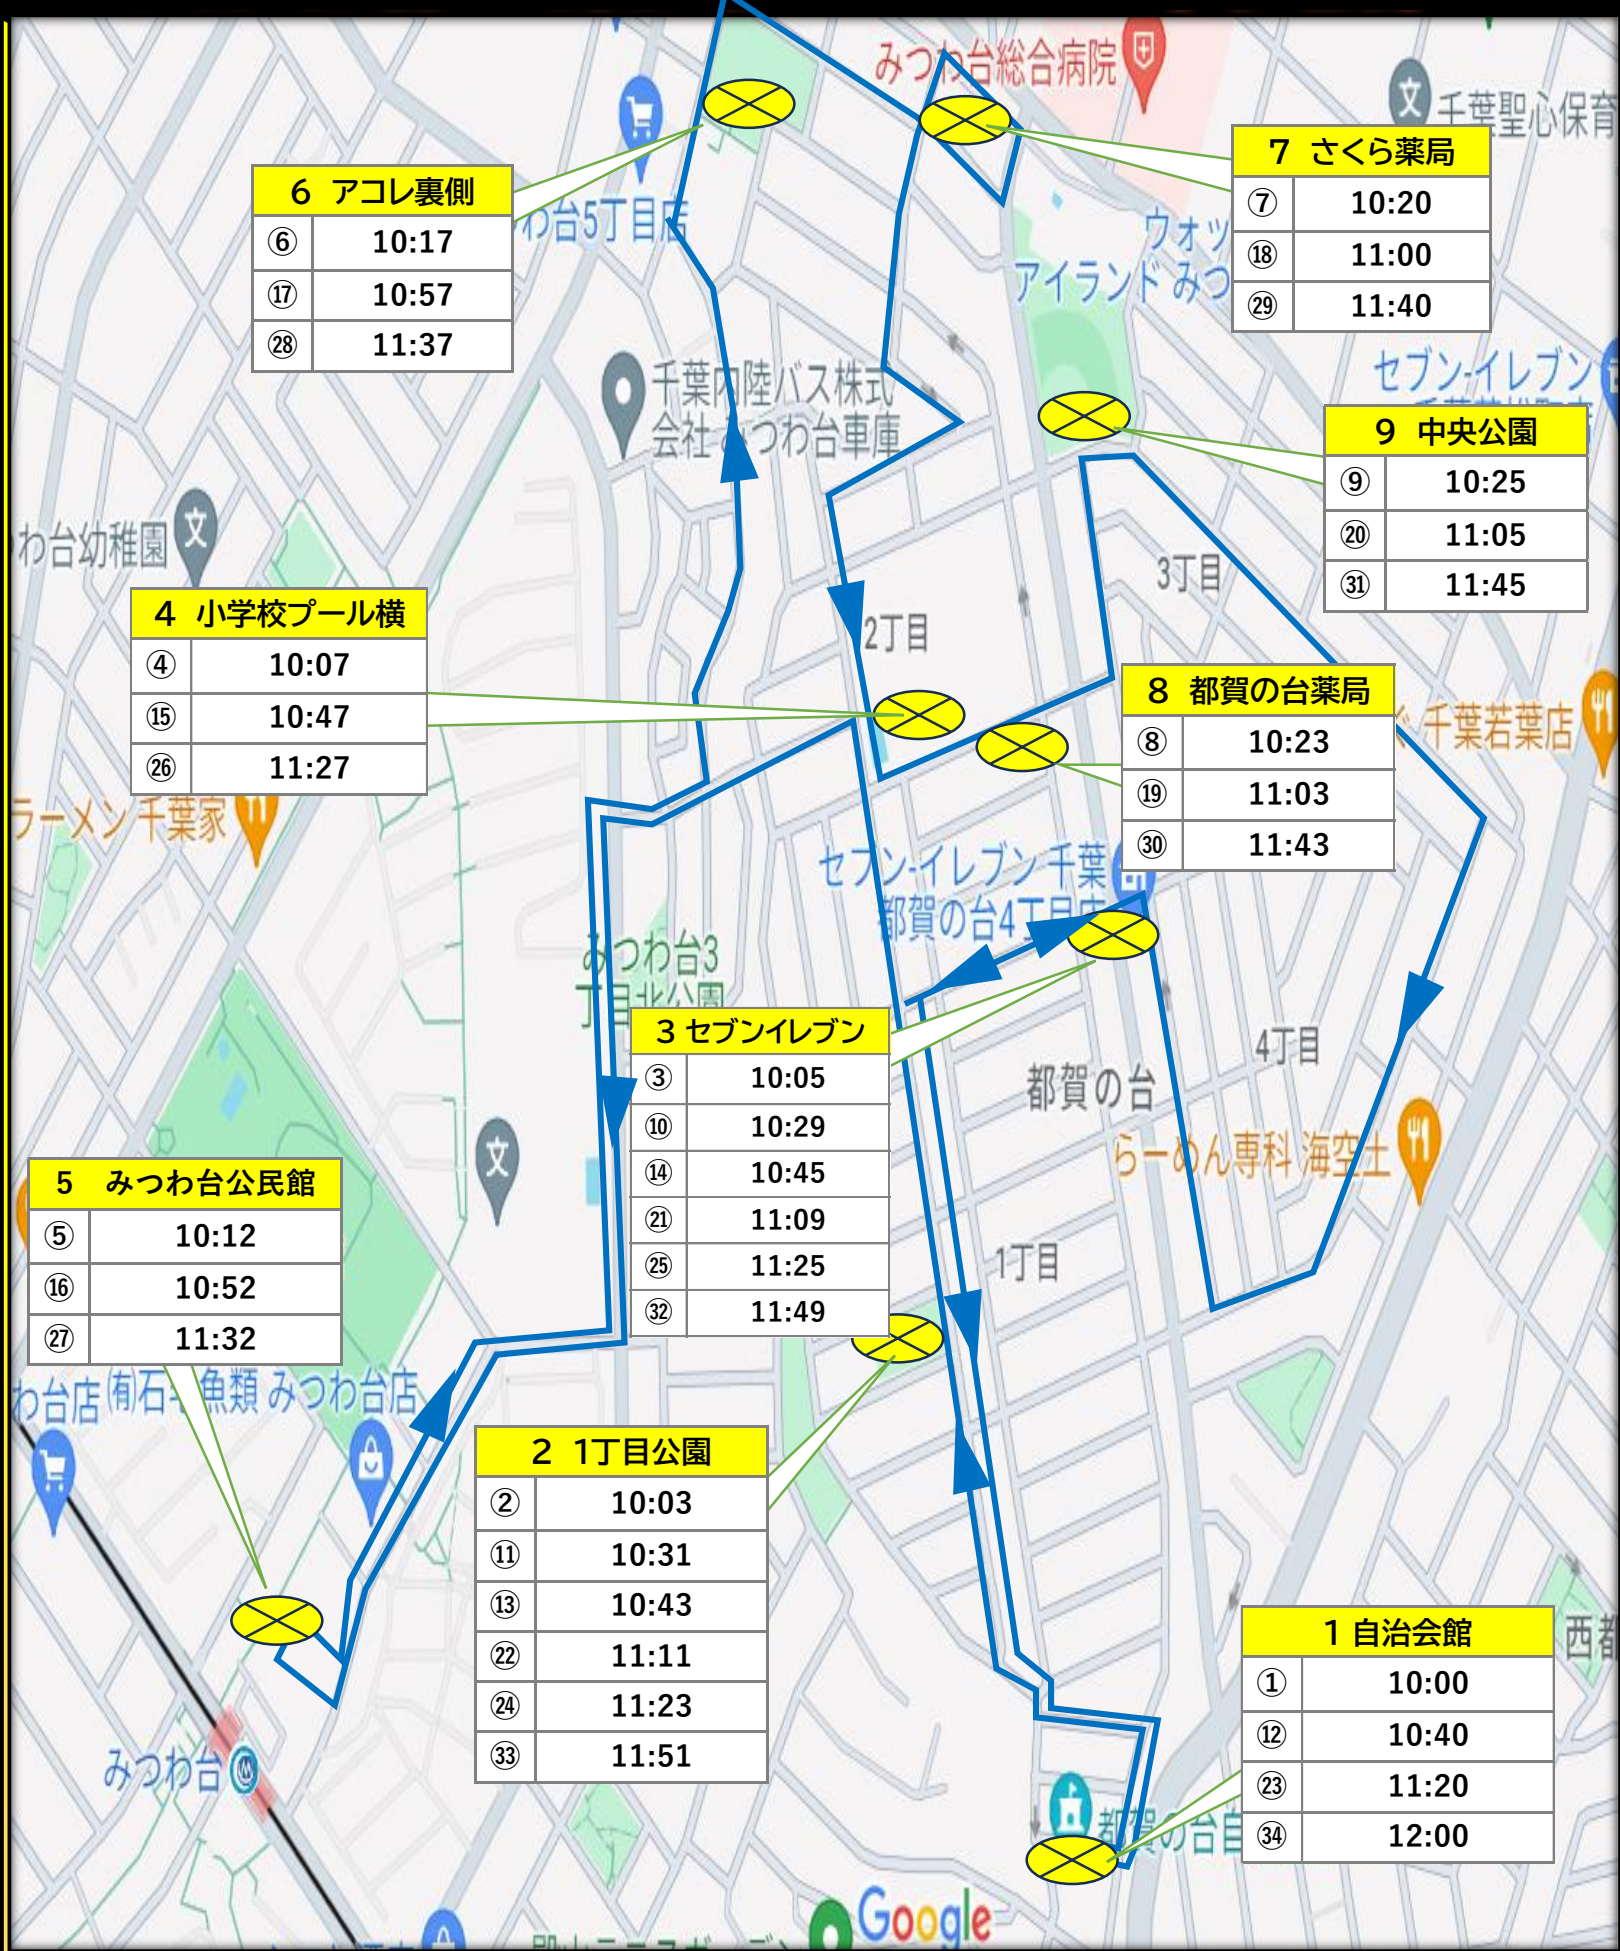 みつわ台総合病院
千葉聖心保育
7 さくら薬局
⑦ 10:20
⑱ 11:00
㉙ 11:40
6 アコレ裏側
⑥ 10:17
⑰ 10:57
㉘ 11:37
わ台5丁目店
ウォッ
アイランド みつ
千葉内陸バス株式
会社 みつわ台車庫
セブン-イレブン
9 中央公園
⑨ 10:25
⑳ 11:05
㉛ 11:45
わ台幼稚園
3丁目
4 小学校プール横
④ 10:07
⑮ 10:47
㉖ 11:27
2丁目
8 都賀の台薬局
⑧ 10:23
⑲ 11:03
㉚ 11:43
千葉若葉店
ラーメン 千葉家
セブン-イレブン 千葉
都賀の台4丁目店
みつわ台3
丁目北公園
3 セブンイレブン
③ 10:05
⑩ 10:29
⑭ 10:45
㉑ 11:09
㉕ 11:25
㉜ 11:49
4丁目
都賀の台
らーめん専科 海空土
文
文
文
5 みつわ台公民館
⑤ 10:12
⑯ 10:52
㉗ 11:32
1丁目
わ台店
(有)石毛魚類 みつわ台店
2 1丁目公園
② 10:03
⑪ 10:31
⑬ 10:43
㉒ 11:11
㉔ 11:23
㉝ 11:51
1 自治会館
① 10:00
⑫ 10:40
㉓ 11:20
㉞ 12:00
西都
みつわ台
都賀の台自
Google